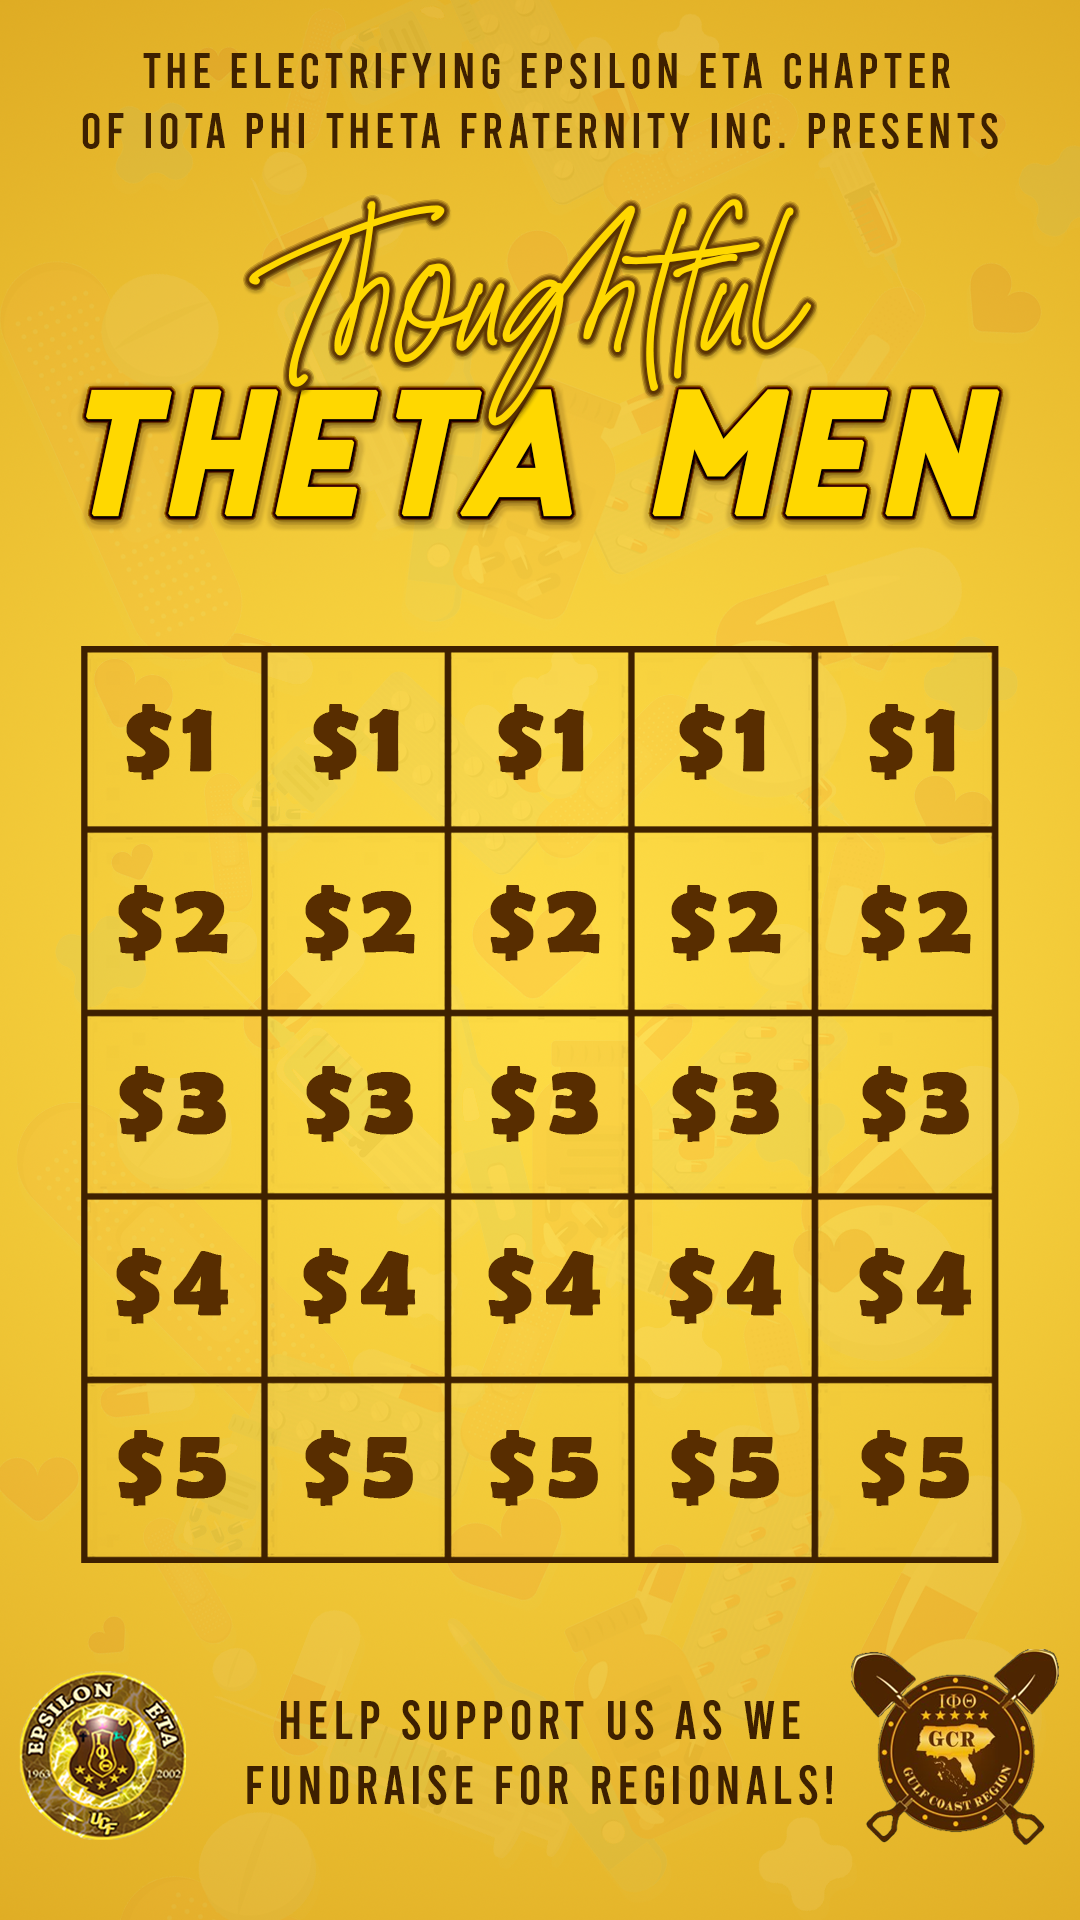 THE ELECTRIFYING EPSILON ETA CHAPTER
OF IOTA PHI THETA FRATERNITY INC. PRESENTS
Thoughtful
THETA MEN
$1 $1 $1 $1 $1
$2 $2 $2 $2 $2
$3 $3 $3 $3 $3
$4 $4 $4 $4 $4
$5 $5 $5 $5 $5
EPSILON ETA
ΦΘ
1963 2002
UCF
HELP SUPPORT US AS WE
FUNDRAISE FOR REGIONALS!
ΙΦΘ
GCR
GULF COAST REGION